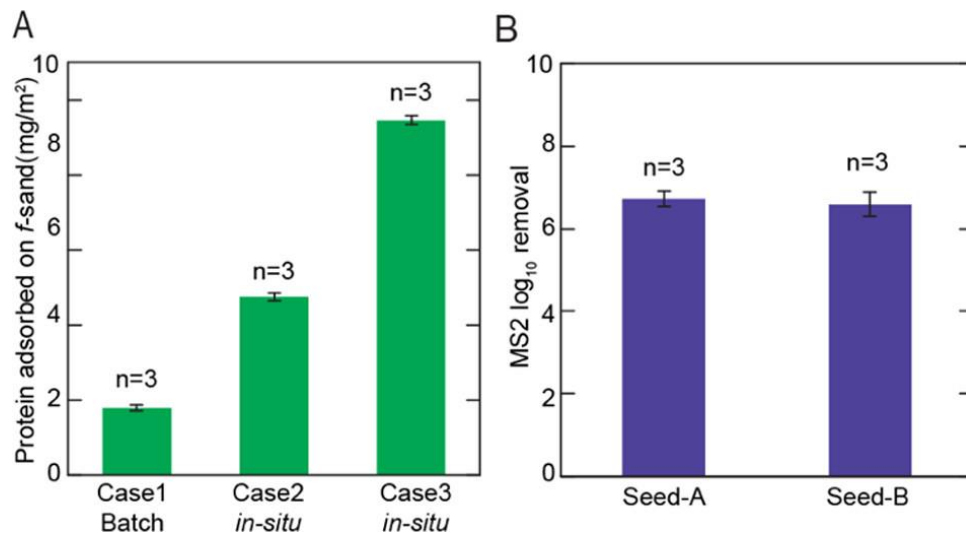 A
Protein adsorbed on f-sand(mg/m²)
10
8
6
4
2
0
n=3
n=3
n=3
Case1
Batch
Case2
in-situ
Case3
in-situ
B
MS2 log₁₀ removal
10
8
6
4
2
0
n=3
n=3
Seed-A
Seed-B